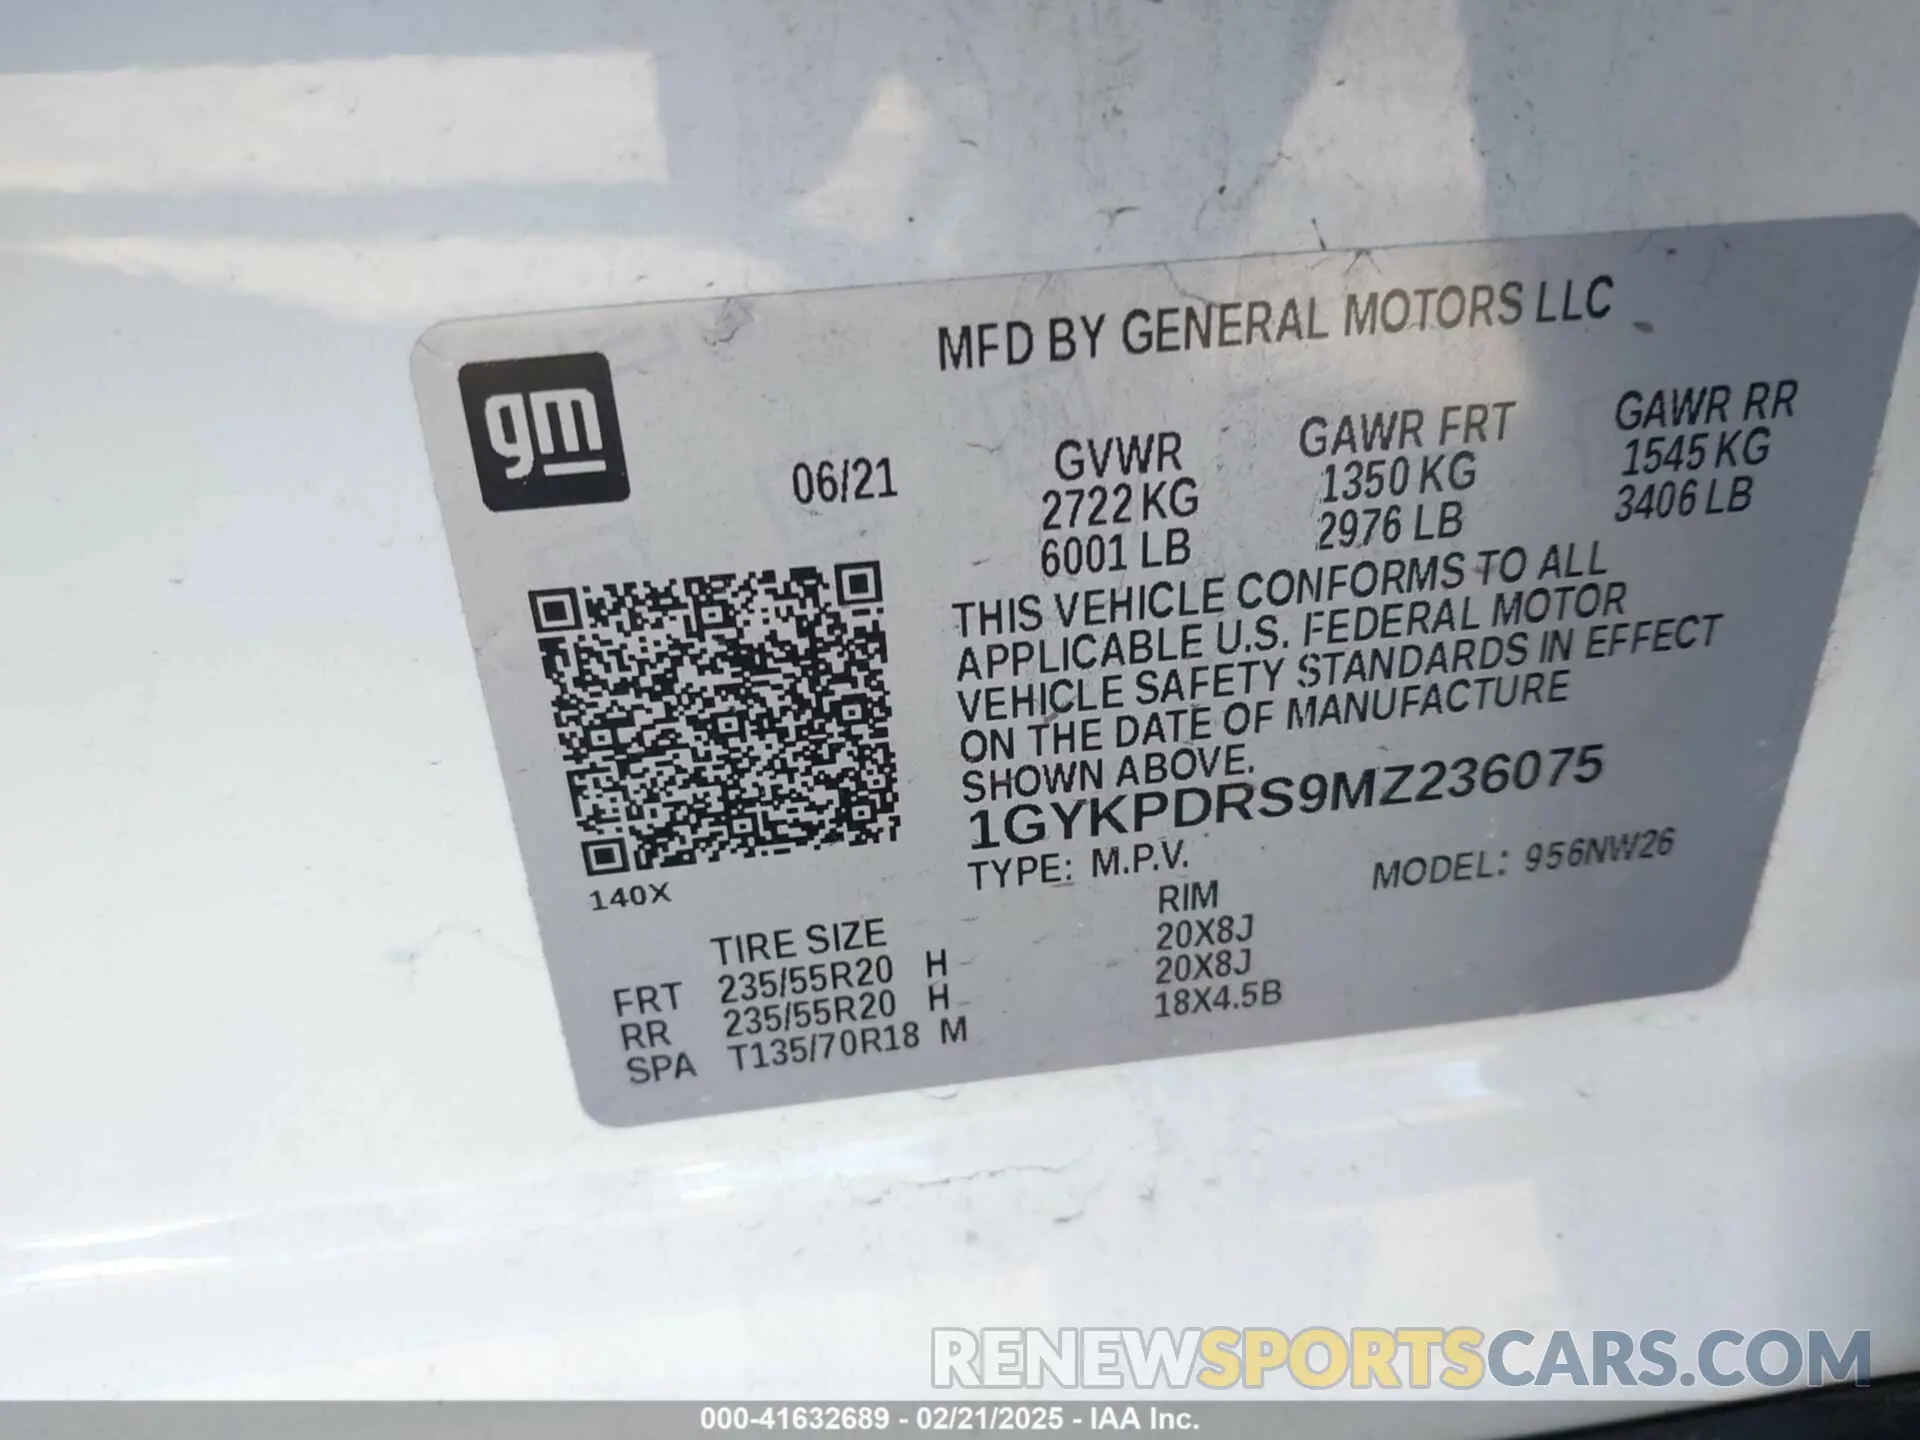 MFD BY GENERAL MOTORS LLC
gm
06/21
GVWR
2722 KG
6001 LB
GAWR FRT
1350 KG
2976 LB
GAWR RR
1545 KG
3406 LB
THIS VEHICLE CONFORMS TO ALL
APPLICABLE U.S. FEDERAL MOTOR
VEHICLE SAFETY STANDARDS IN EFFECT
ON THE DATE OF MANUFACTURE
SHOWN ABOVE.
1GYKPDRS9MZ236075
TYPE: M.P.V.
MODEL: 956NW26
140X
TIRE SIZE RIM
FRT 235/55R20 H 20X8J
RR 235/55R20 H 20X8J
SPA T135/70R18 M 18X4.5B
RENEWSPORTSCARS.COM
000-41632689 - 02/21/2025 - IAA Inc.